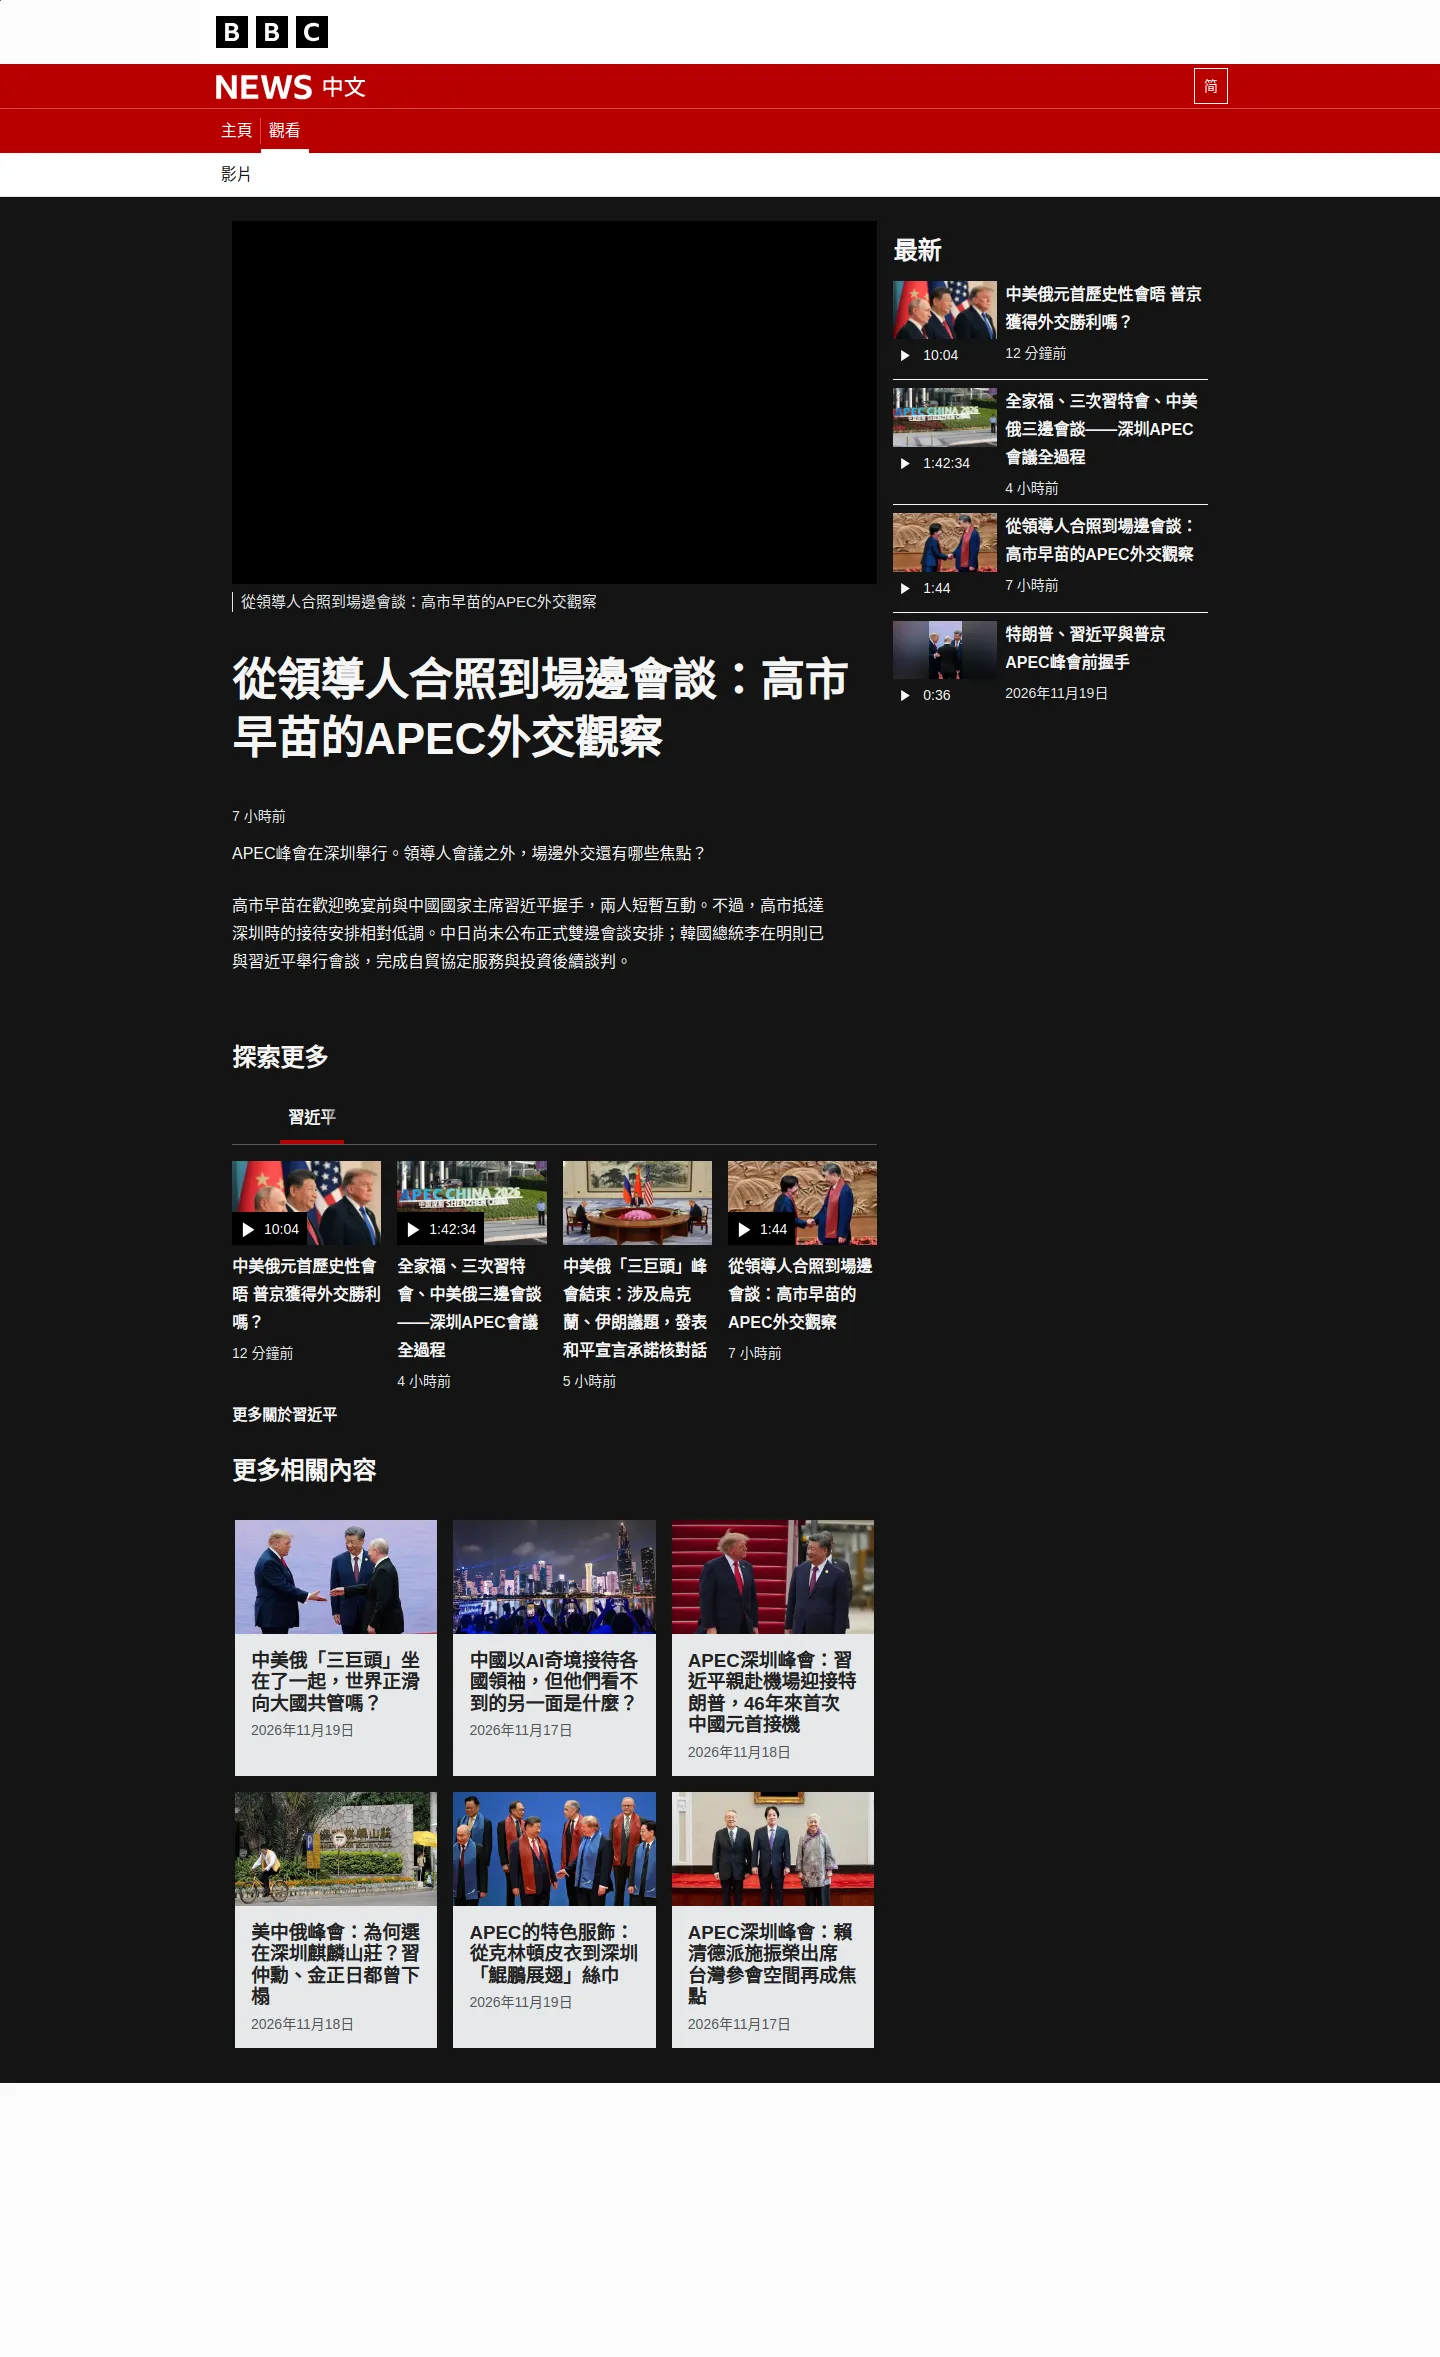 BBC
NEWS 中文
简
主頁
觀看
影片
從領導人合照到場邊會談：高市早苗的APEC外交觀察
從領導人合照到場邊會談：高市
早苗的APEC外交觀察
7 小時前
APEC峰會在深圳舉行。領導人會議之外，場邊外交還有哪些焦點？
高市早苗在歡迎晚宴前與中國國家主席習近平握手，兩人短暫互動。不過，高市抵達
深圳時的接待安排相對低調。中日尚未公布正式雙邊會談安排；韓國總統李在明則已
與習近平舉行會談，完成自貿協定服務與投資後續談判。
最新
中美俄元首歷史性會晤 普京
獲得外交勝利嗎？
10:04
12 分鐘前
APEC CHINA 2026
全家福、三次習特會、中美
俄三邊會談——深圳APEC
會議全過程
1:42:34
4 小時前
從領導人合照到場邊會談：
高市早苗的APEC外交觀察
1:44
7 小時前
特朗普、習近平與普京
APEC峰會前握手
0:36
2026年11月19日
探索更多
習近平
10:04
中美俄元首歷史性會
晤 普京獲得外交勝利
嗎？
12 分鐘前
APEC CHINA 2026
中国深圳 SHENZHEN CHINA
1:42:34
全家福、三次習特
會、中美俄三邊會談
——深圳APEC會議
全過程
4 小時前
中美俄「三巨頭」峰
會結束：涉及烏克
蘭、伊朗議題，發表
和平宣言承諾核對話
5 小時前
1:44
從領導人合照到場邊
會談：高市早苗的
APEC外交觀察
7 小時前
更多關於習近平
更多相關內容
中美俄「三巨頭」坐
在了一起，世界正滑
向大國共管嗎？
2026年11月19日
中國以AI奇境接待各
國領袖，但他們看不
到的另一面是什麼？
2026年11月17日
APEC深圳峰會：習
近平親赴機場迎接特
朗普，46年來首次
中國元首接機
2026年11月18日
美中俄峰會：為何選
在深圳麒麟山莊？習
仲勳、金正日都曾下
榻
2026年11月18日
APEC的特色服飾：
從克林頓皮衣到深圳
「鯤鵬展翅」絲巾
2026年11月19日
APEC深圳峰會：賴
清德派施振榮出席
台灣參會空間再成焦
點
2026年11月17日